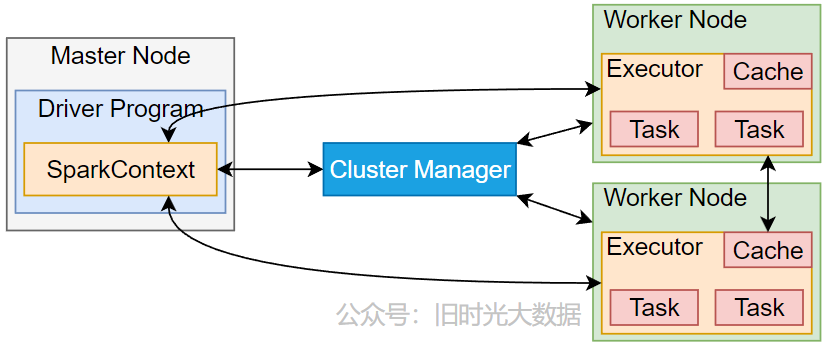 Master Node
Driver Program
SparkContext
Cluster Manager
Worker Node
Executor
Cache
Task
Task
Worker Node
Executor
Cache
Task
Task
公众号：旧时光大数据